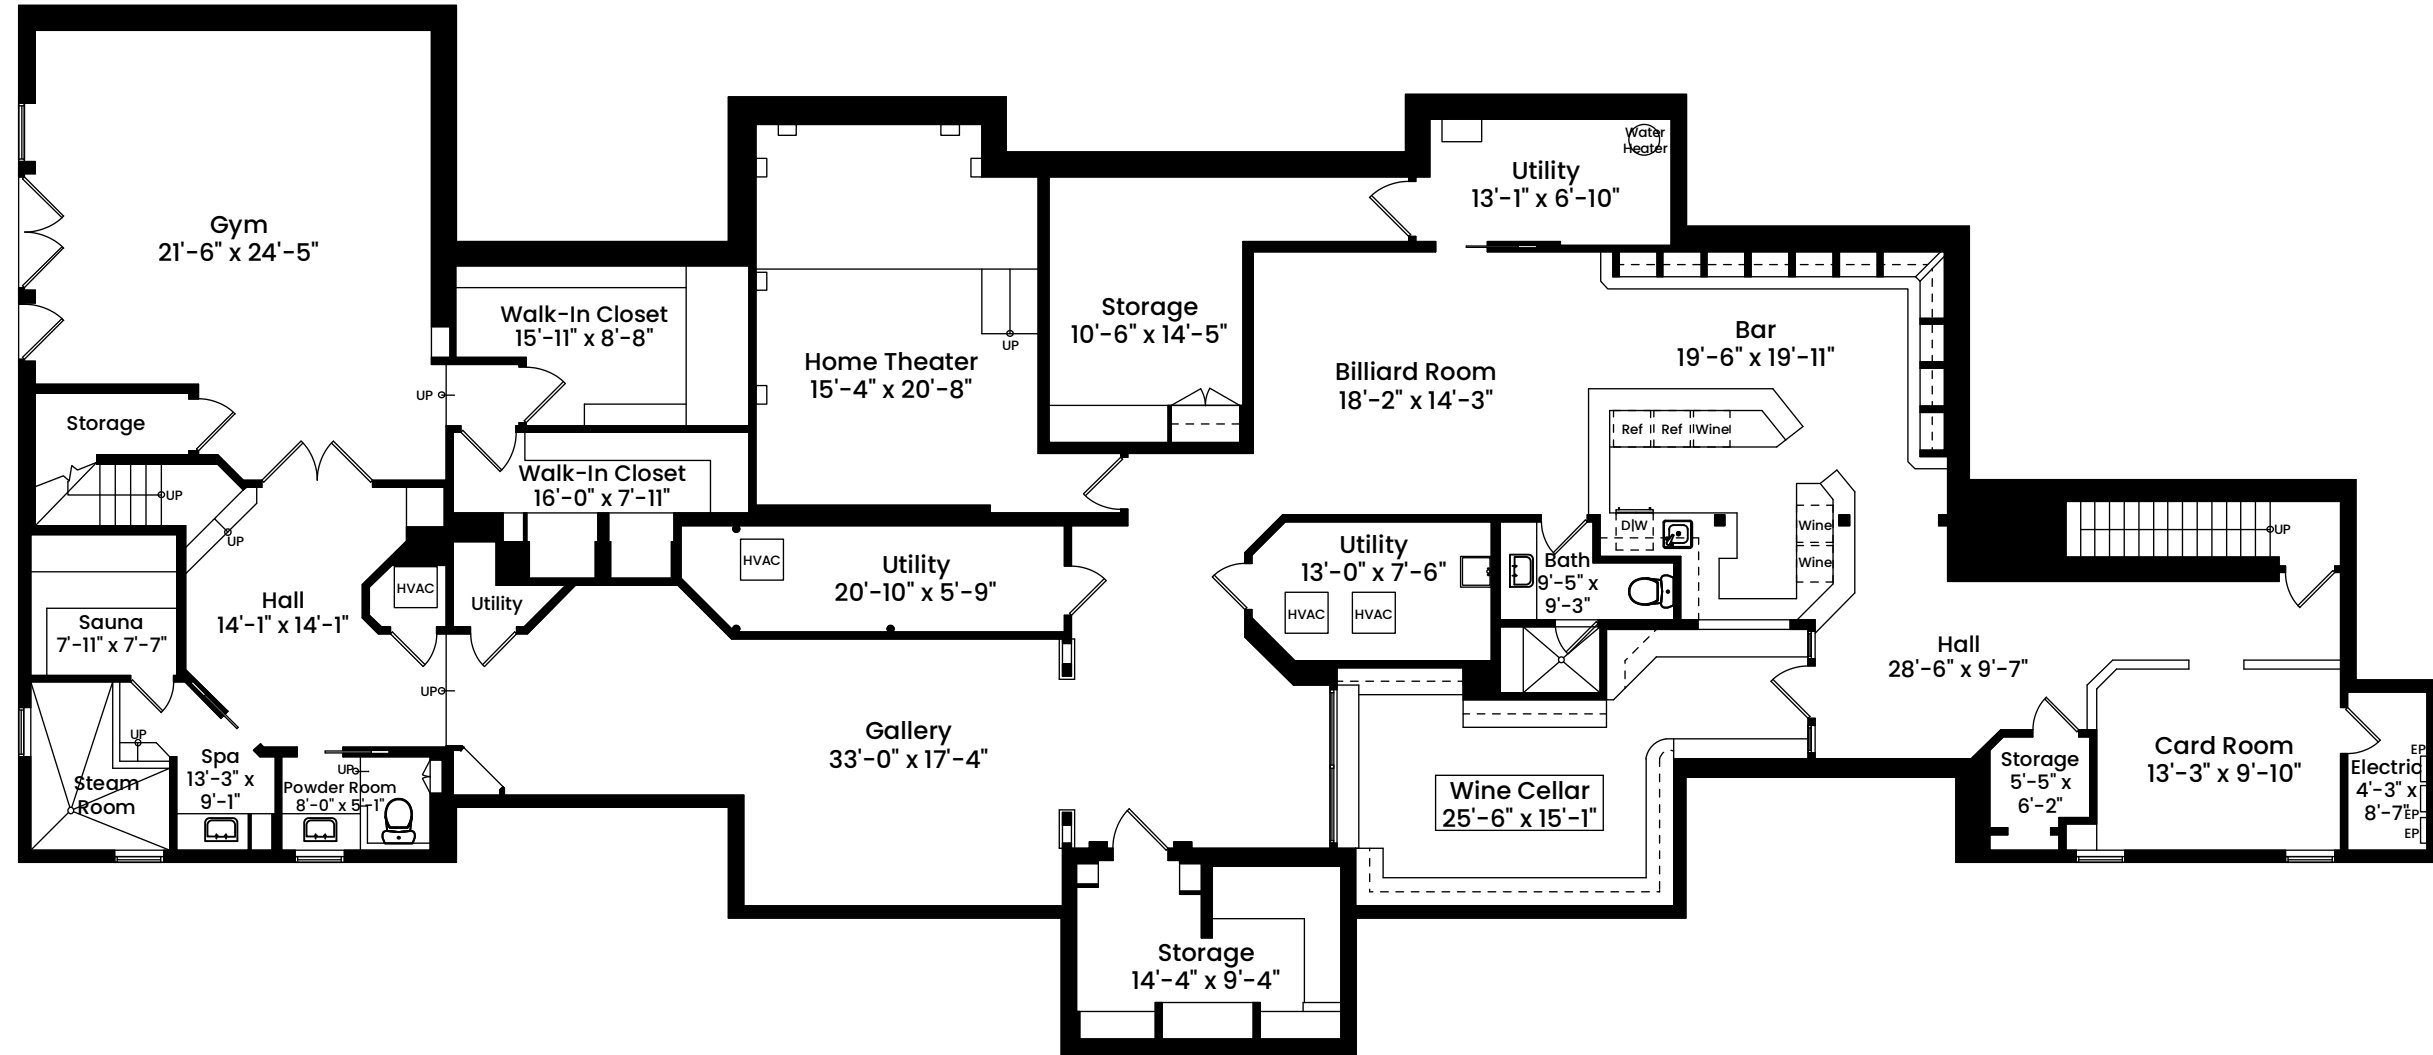 Gym
21'-6" x 24'-5"
Storage
UP
UP
Sauna
7'-11" x 7'-7"
Hall
14'-1" x 14'-1"
HVAC
Utility
UP
UP
Steam
Room
Spa
13'-3" x
9'-1"
UP
Powder Room
8'-0" x 5'-1"
UP
Walk-In Closet
15'-11" x 8'-8"
Walk-In Closet
16'-0" x 7'-11"
Home Theater
15'-4" x 20'-8"
UP
HVAC
Utility
20'-10" x 5'-9"
Gallery
33'-0" x 17'-4"
Storage
10'-6" x 14'-5"
Utility
13'-1" x 6'-10"
Water
Heater
Billiard Room
18'-2" x 14'-3"
Bar
19'-6" x 19'-11"
Ref
Ref
Wine
D|W
Wine
Wine
Utility
13'-0" x 7'-6"
HVAC
HVAC
Bath
9'-5" x
9'-3"
Wine Cellar
25'-6" x 15'-1"
Storage
14'-4" x 9'-4"
UP
Hall
28'-6" x 9'-7"
Storage
5'-5" x
6'-2"
Card Room
13'-3" x 9'-10"
Electric
4'-3" x
8'-7"
EP
EP
EP